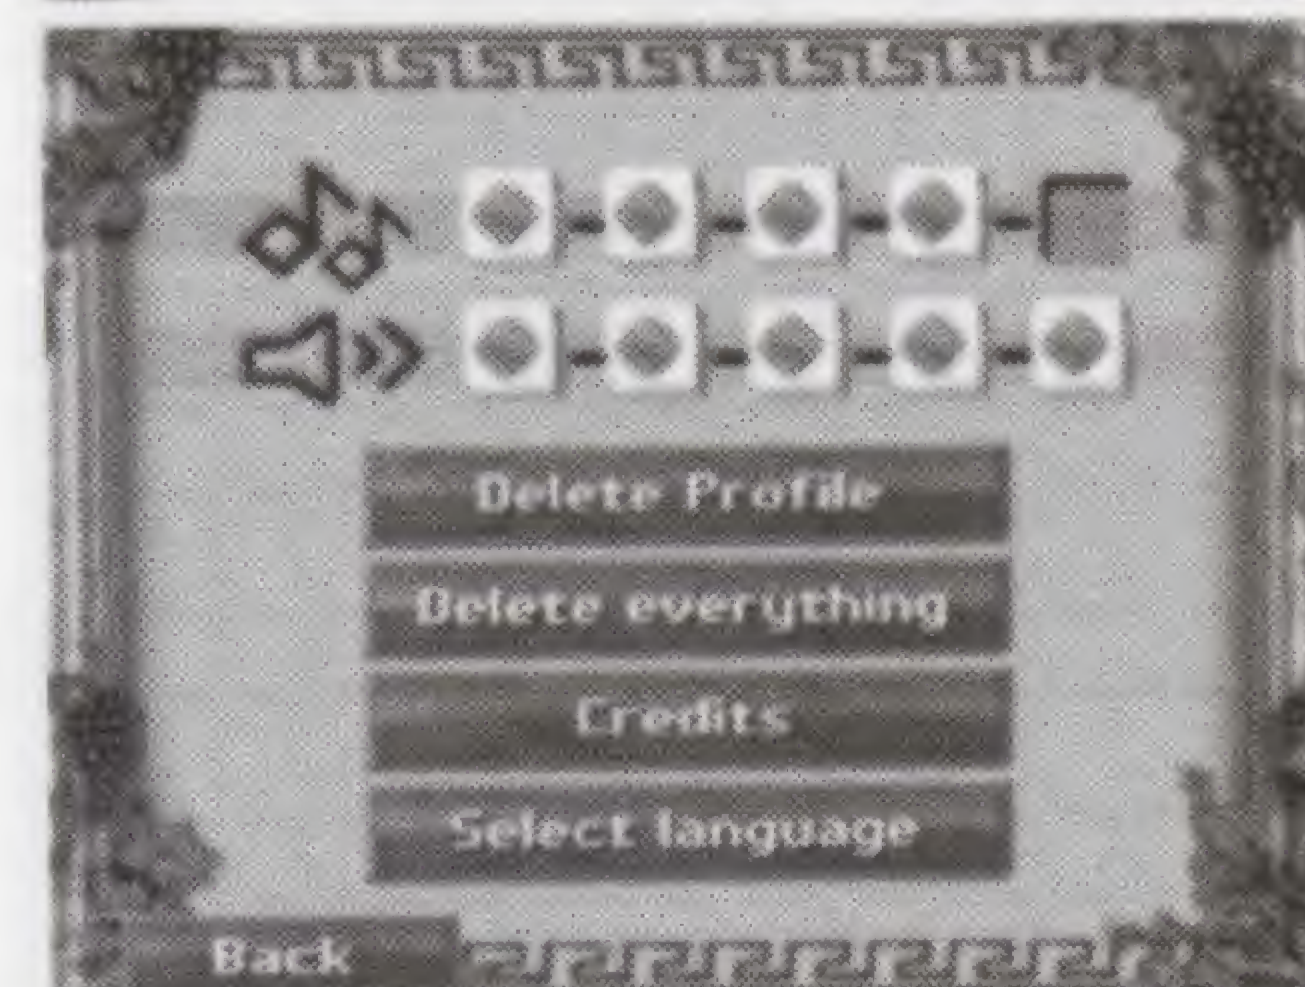 Delete Profile
Delete everything
Credits
Select language
Back